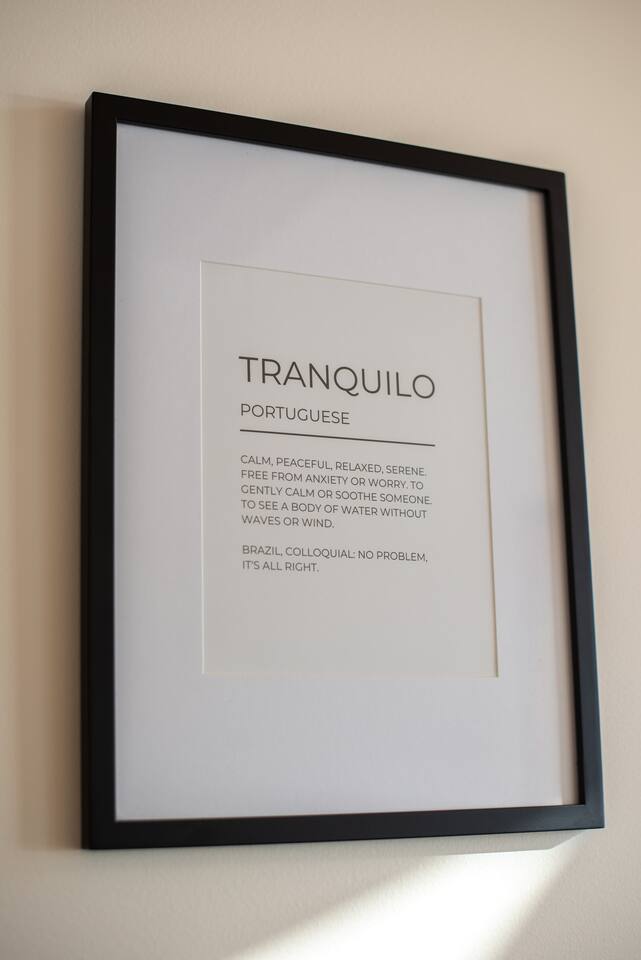 TRANQUILO
PORTUGUESE
CALM, PEACEFUL, RELAXED, SERENE.
FREE FROM ANXIETY OR WORRY. TO
GENTLY CALM OR SOOTHE SOMEONE.
TO SEE A BODY OF WATER WITHOUT
WAVES OR WIND.
BRAZIL, COLLOQUIAL: NO PROBLEM,
IT'S ALL RIGHT.